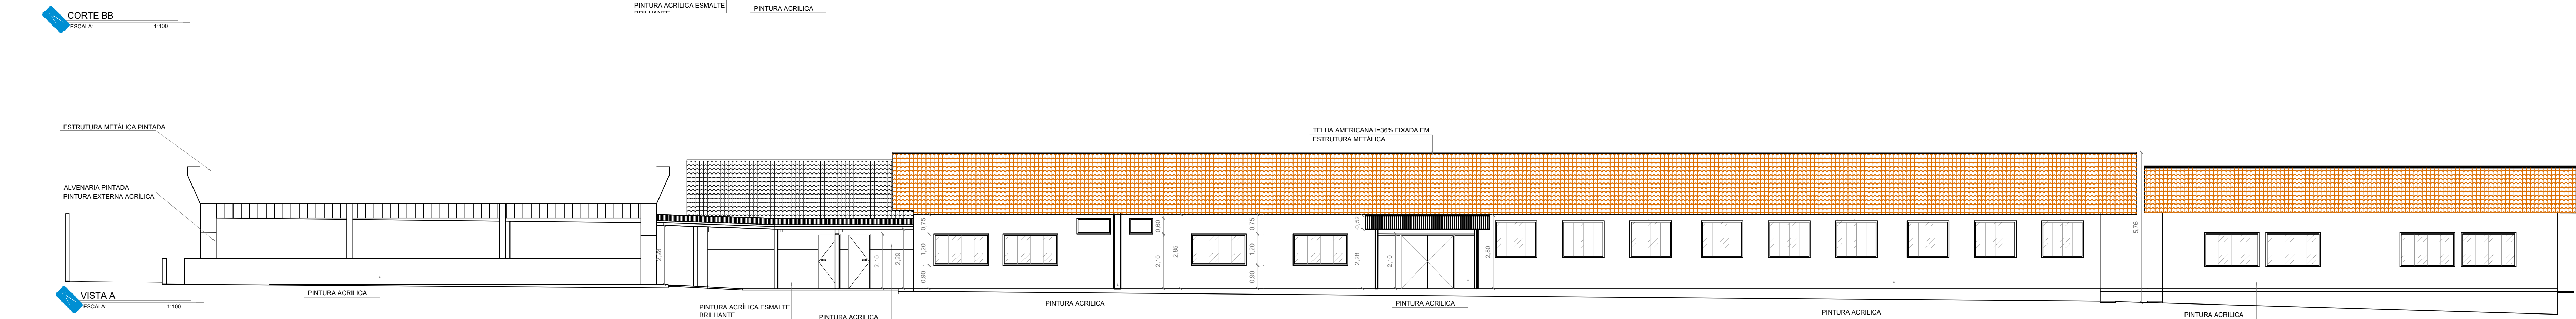 CORTE BB
ESCALA: 1:100
PINTURA ACRÍLICA ESMALTE
BRILHANTE
PINTURA ACRILICA
ESTRUTURA METÁLICA PINTADA
ALVENARIA PINTADA
PINTURA EXTERNA ACRÍLICA
TELHA AMERICANA I=36% FIXADA EM
ESTRUTURA METÁLICA
2,28
2,10
2,29
0,75
1,20
0,90
0,60
2,10
2,85
0,75
1,20
0,90
0,52
2,28
2,10
2,80
5,76
PINTURA ACRILICA
PINTURA ACRÍLICA ESMALTE
BRILHANTE
PINTURA ACRILICA
PINTURA ACRILICA
PINTURA ACRILICA
PINTURA ACRILICA
PINTURA ACRILICA
VISTA A
ESCALA: 1:100